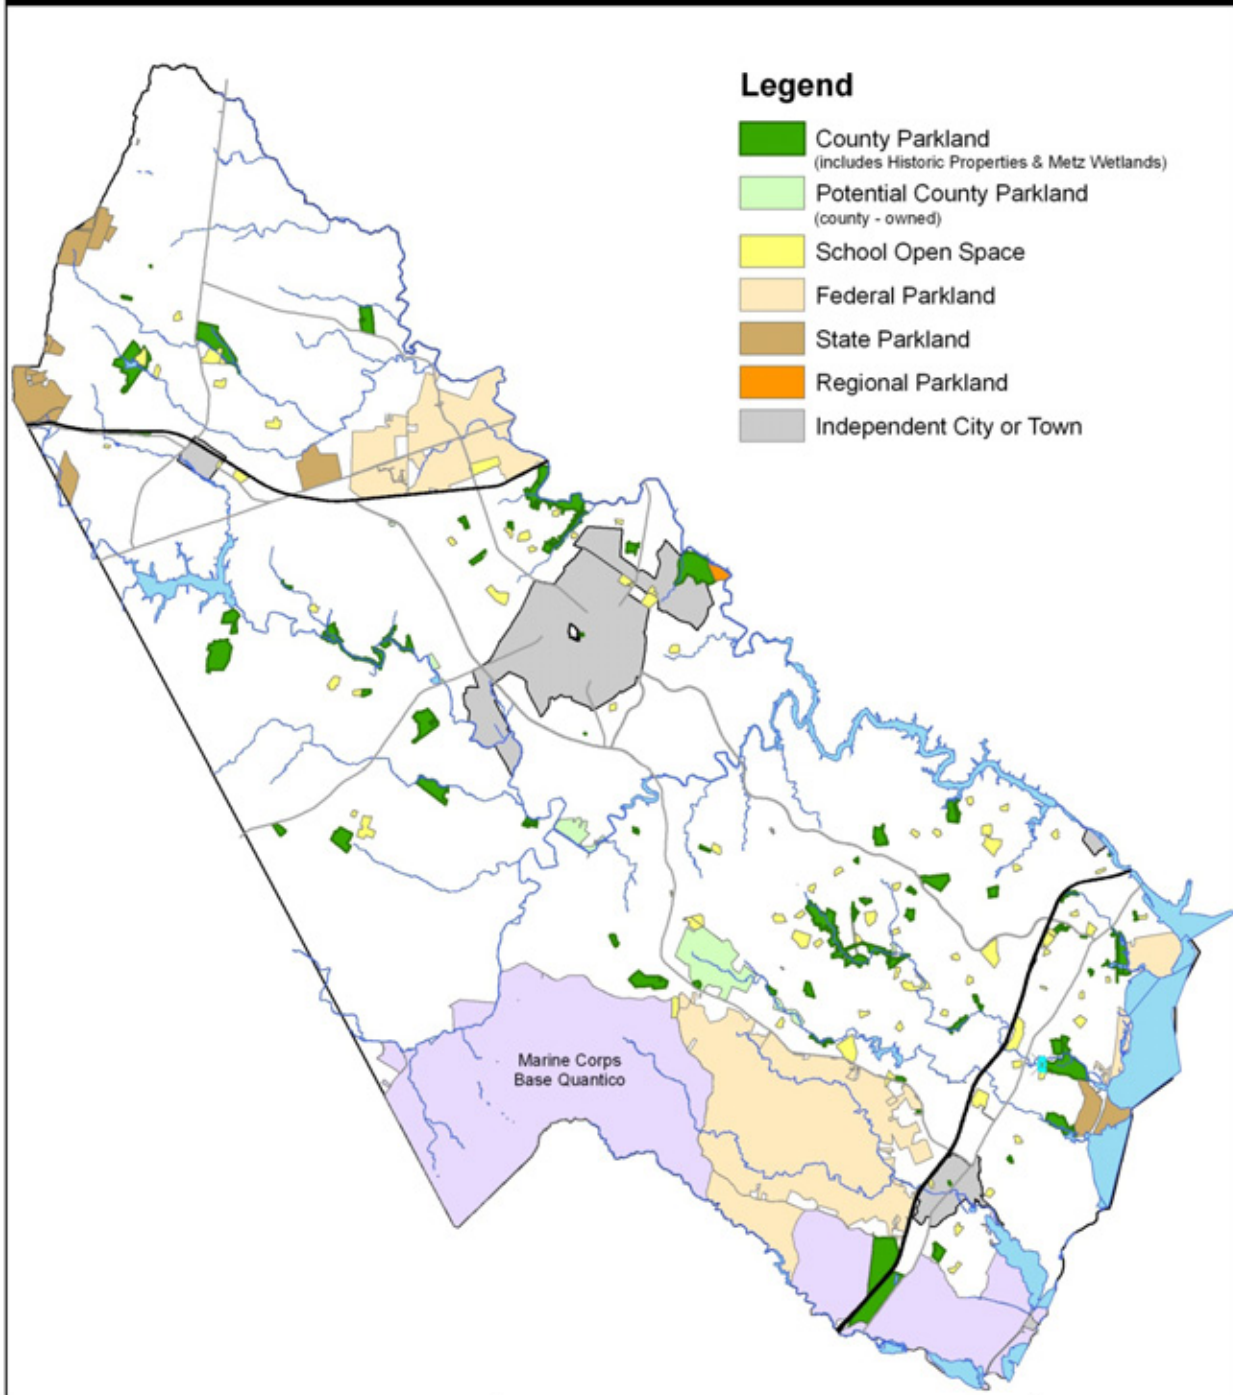 Legend
County Parkland
(includes Historic Properties & Metz Wetlands)
Potential County Parkland
(county - owned)
School Open Space
Federal Parkland
State Parkland
Regional Parkland
Independent City or Town
Marine Corps
Base Quantico